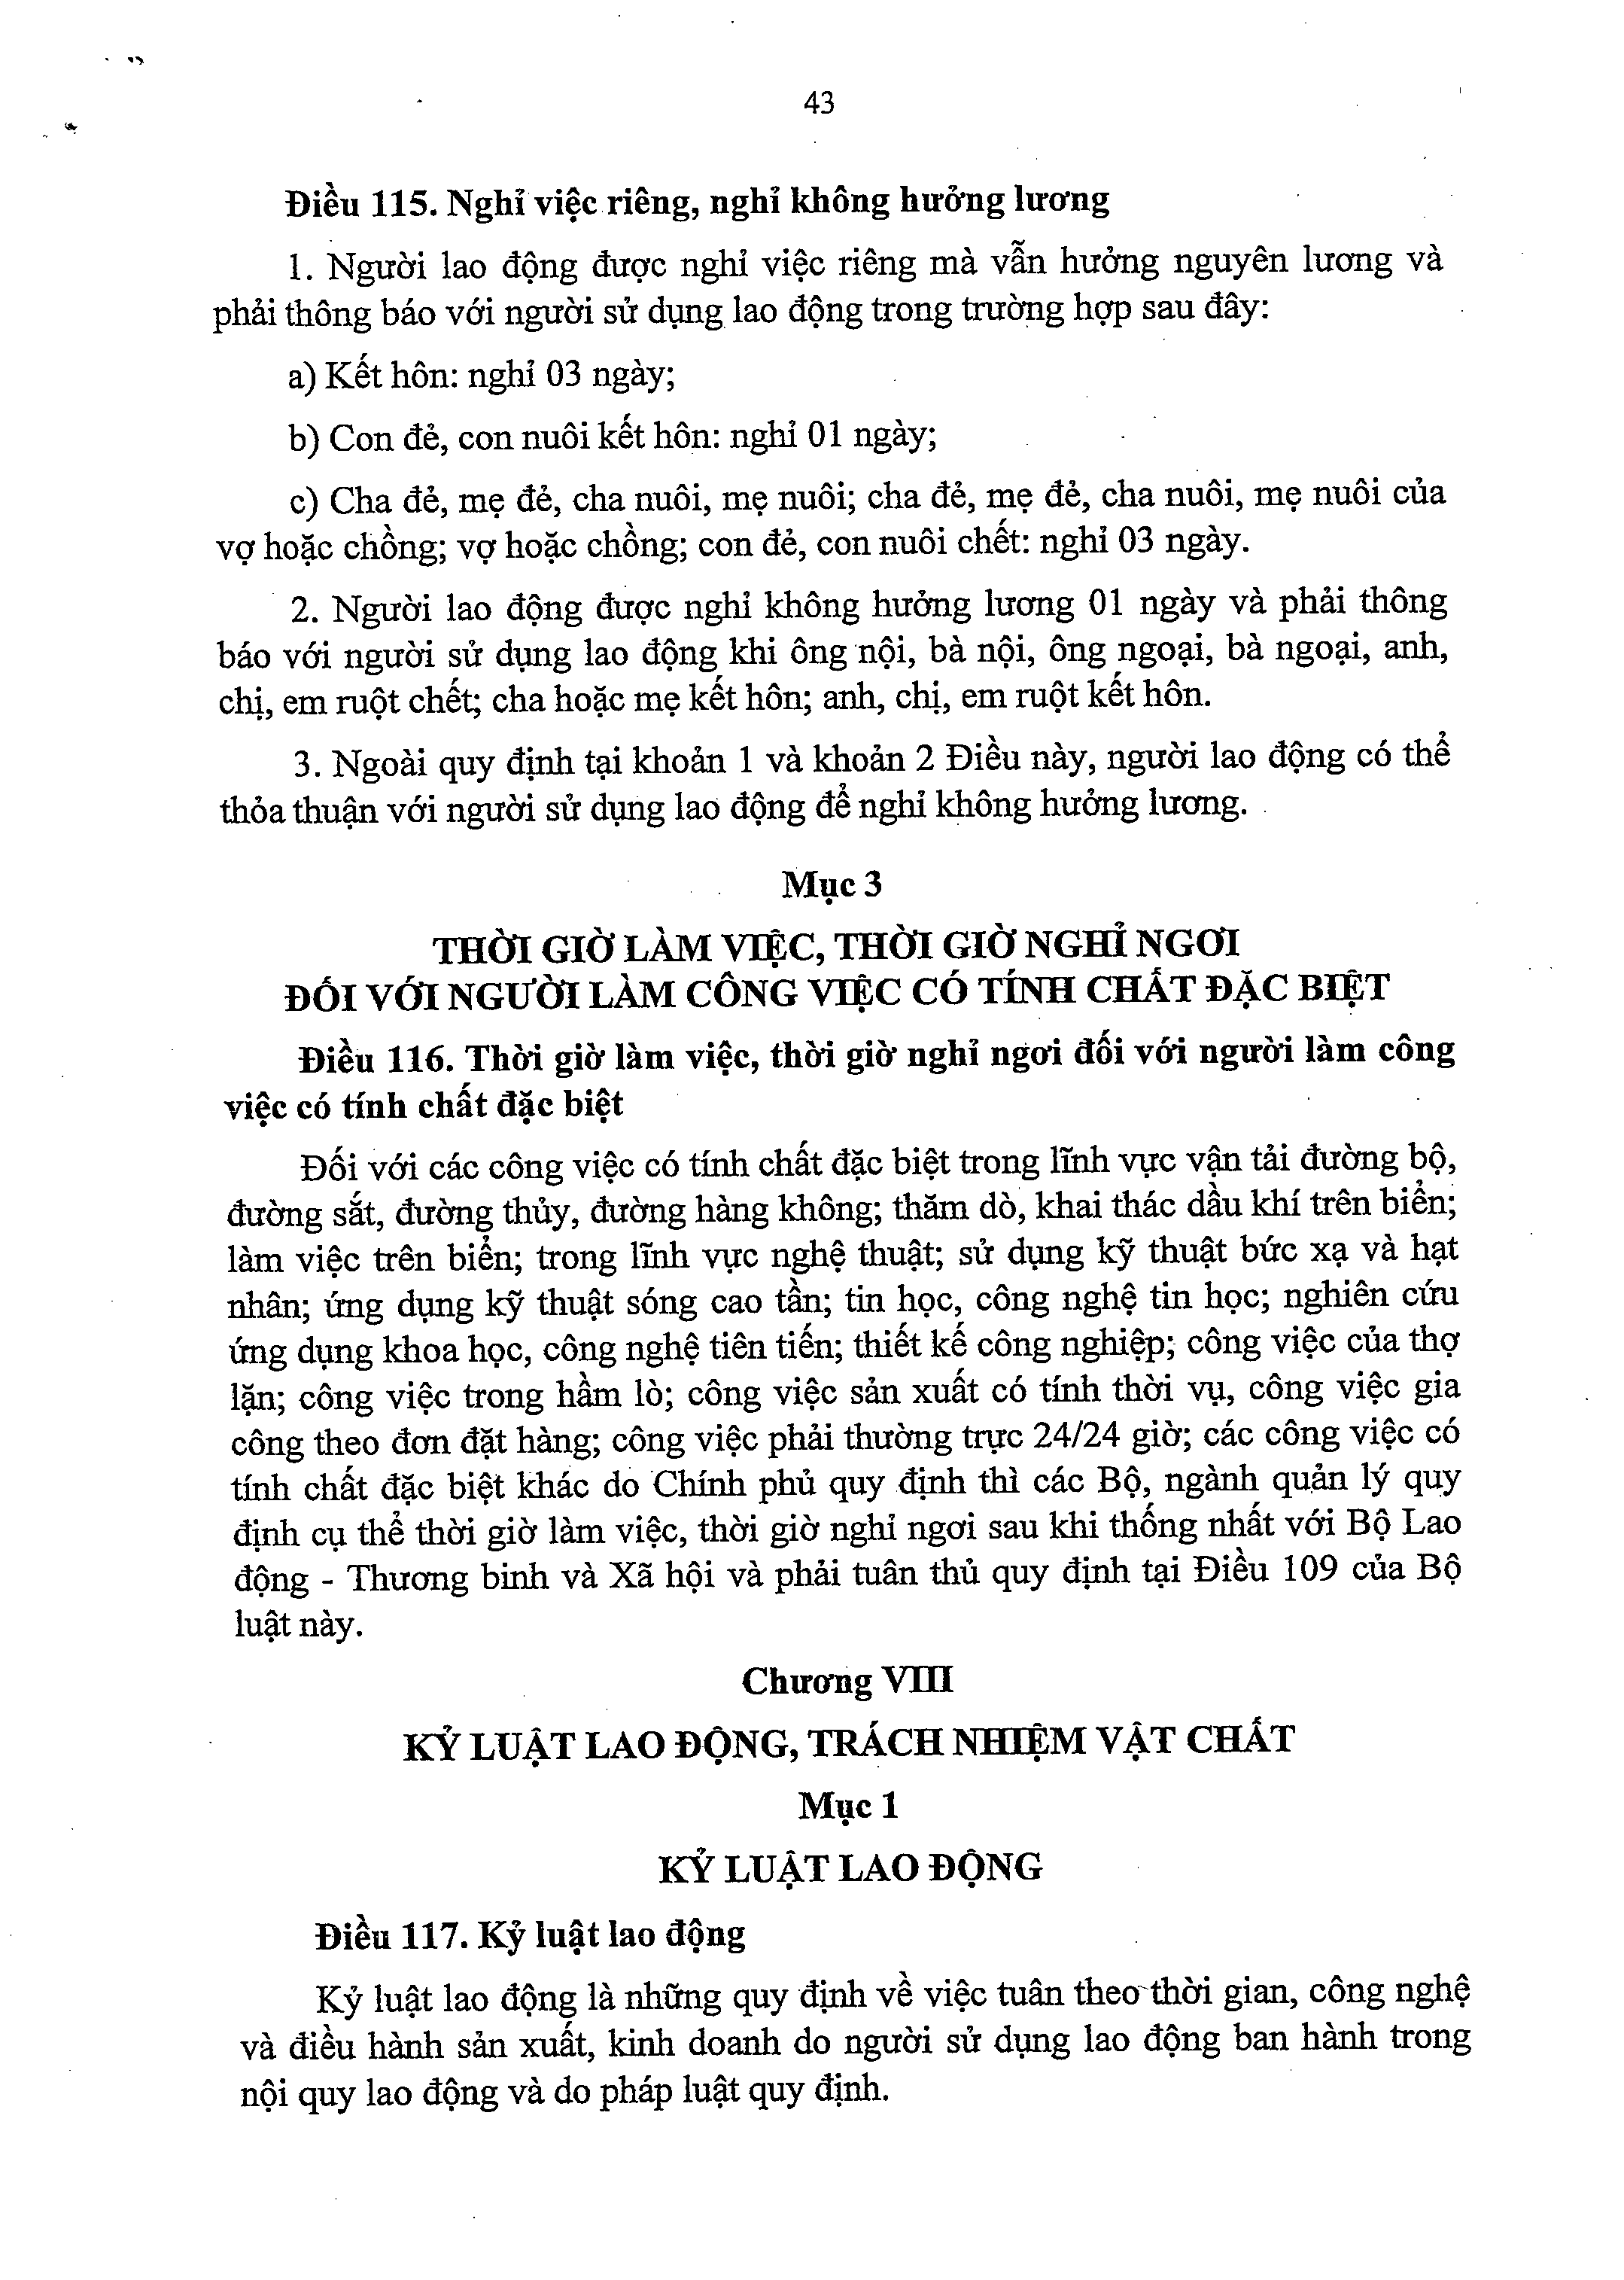 43
Điều 115. Nghỉ việc riêng, nghỉ không hưởng lương
1. Người lao động được nghỉ việc riêng mà vẫn hưởng nguyên lương và
phải thông báo với người sử dụng lao động trong trường hợp sau đây:
a) Kết hôn: nghỉ 03 ngày;
b) Con đẻ, con nuôi kết hôn: nghỉ 01 ngày;
c) Cha đẻ, mẹ đẻ, cha nuôi, mẹ nuôi; cha đẻ, mẹ đẻ, cha nuôi, mẹ nuôi của
vợ hoặc chồng; vợ hoặc chồng; con đẻ, con nuôi chết: nghỉ 03 ngày.
2. Người lao động được nghỉ không hưởng lương 01 ngày và phải thông
báo với người sử dụng lao động khi ông nội, bà nội, ông ngoại, bà ngoại, anh,
chị, em ruột chết; cha hoặc mẹ kết hôn; anh, chị, em ruột kết hôn.
3. Ngoài quy định tại khoản 1 và khoản 2 Điều này, người lao động có thể
thỏa thuận với người sử dụng lao động để nghỉ không hưởng lương.
Mục 3
THỜI GIỜ LÀM VIỆC, THỜI GIỜ NGHỈ NGƠI
ĐỐI VỚI NGƯỜI LÀM CÔNG VIỆC CÓ TÍNH CHẤT ĐẶC BIỆT
Điều 116. Thời giờ làm việc, thời giờ nghỉ ngơi đối với người làm công
việc có tính chất đặc biệt
Đối với các công việc có tính chất đặc biệt trong lĩnh vực vận tải đường bộ,
đường sắt, đường thủy, đường hàng không; thăm dò, khai thác dầu khí trên biển;
làm việc trên biển; trong lĩnh vực nghệ thuật; sử dụng kỹ thuật bức xạ và hạt
nhân; ứng dụng kỹ thuật sóng cao tần; tin học, công nghệ tin học; nghiên cứu
ứng dụng khoa học, công nghệ tiên tiến; thiết kế công nghiệp; công việc của thợ
lặn; công việc trong hầm lò; công việc sản xuất có tính thời vụ, công việc gia
công theo đơn đặt hàng; công việc phải thường trực 24/24 giờ; các công việc có
tính chất đặc biệt khác do Chính phủ quy định thì các Bộ, ngành quản lý quy
định cụ thể thời giờ làm việc, thời giờ nghỉ ngơi sau khi thống nhất với Bộ Lao
động - Thương binh và Xã hội và phải tuân thủ quy định tại Điều 109 của Bộ
luật này.
Chương VIII
KỶ LUẬT LAO ĐỘNG, TRÁCH NHIỆM VẬT CHẤT
Mục 1
KỶ LUẬT LAO ĐỘNG
Điều 117. Kỷ luật lao động
Kỷ luật lao động là những quy định về việc tuân theo thời gian, công nghệ
và điều hành sản xuất, kinh doanh do người sử dụng lao động ban hành trong
nội quy lao động và do pháp luật quy định.